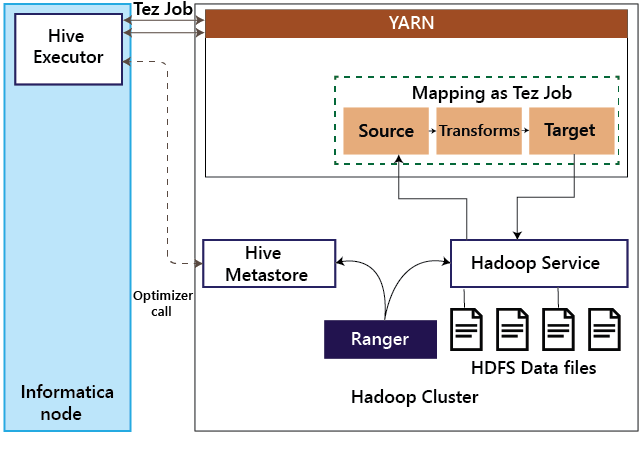 Tez Job
YARN
Hive
Executor
Mapping as Tez Job
Source
Transforms
Target
Hive
Metastore
Hadoop Service
Optimizer
call
Ranger
HDFS Data files
Informatica
node
Hadoop Cluster